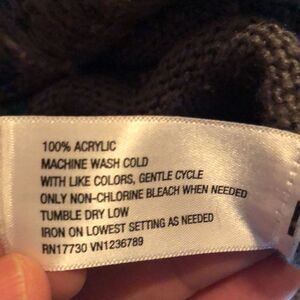 100% ACRYLIC
MACHINE WASH COLD
WITH LIKE COLORS, GENTLE CYCLE
ONLY NON-CHLORINE BLEACH WHEN NEEDED
TUMBLE DRY LOW
IRON ON LOWEST SETTING AS NEEDED
RN17730 VN1236789